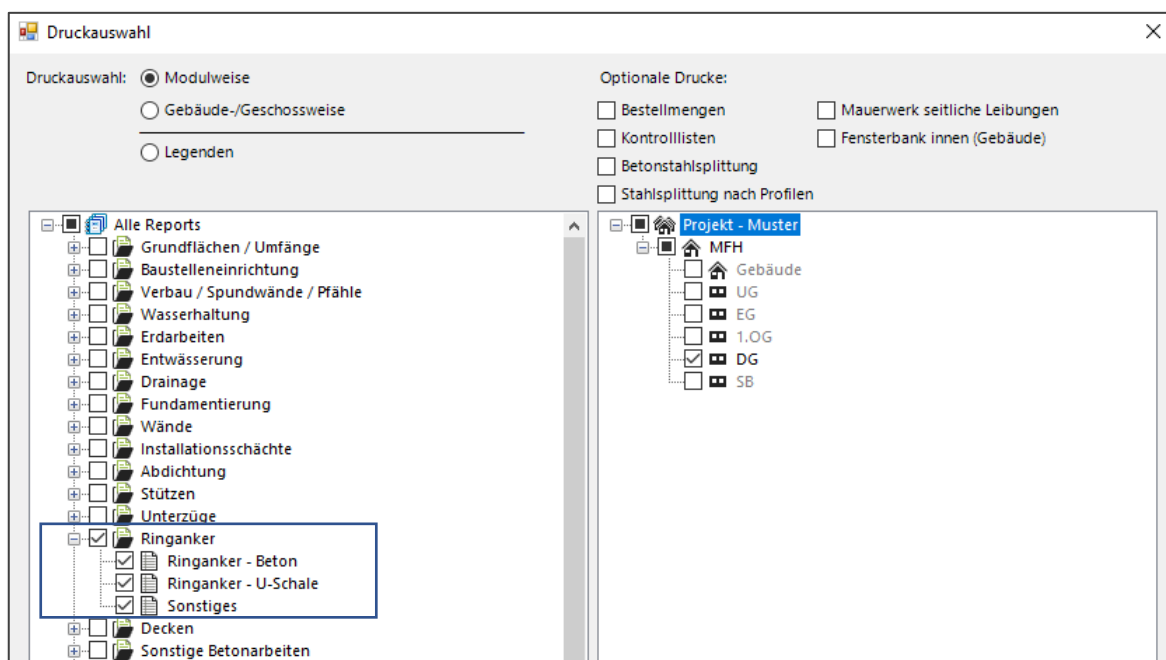 Druckauswahl
Druckauswahl: Modulweise
Gebäude-/Geschossweise
Legenden
Optionale Drucke:
Bestellmengen
Mauerwerk seitliche Leibungen
Kontrolllisten
Fensterbank innen (Gebäude)
Betonstahlsplittung
Stahlsplittung nach Profilen
Alle Reports
Grundflächen / Umfänge
Baustelleneinrichtung
Verbau / Spundwände / Pfähle
Wasserhaltung
Erdarbeiten
Entwässerung
Drainage
Fundamentierung
Wände
Installationsschächte
Abdichtung
Stützen
Unterzüge
Ringanker
Ringanker - Beton
Ringanker - U-Schale
Sonstiges
Decken
Sonstige Betonarbeiten
Projekt - Muster
MFH
Gebäude
UG
EG
1.OG
DG
SB